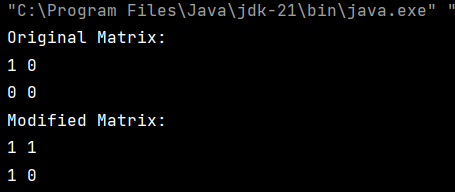 "C:\Program Files\Java\jdk-21\bin\java.exe" "
Original Matrix:
1 0
0 0
Modified Matrix:
1 1
1 0